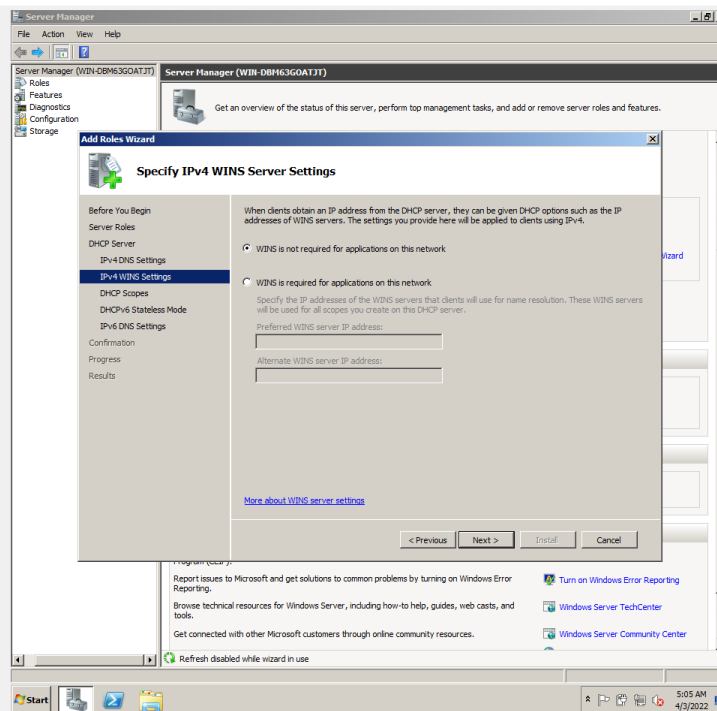 Server Manager
File Action View Help
Server Manager (WIN-DBM63GOATJT)
Roles
Features
Diagnostics
Configuration
Storage
Server Manager (WIN-DBM63GOATJT)
Get an overview of the status of this server, perform top management tasks, and add or remove server roles and features.
Add Roles Wizard
Specify IPv4 WINS Server Settings
Before You Begin
Server Roles
DHCP Server
IPv4 DNS Settings
IPv4 WINS Settings
DHCP Scopes
DHCPv6 Stateless Mode
IPv6 DNS Settings
Confirmation
Progress
Results
When clients obtain an IP address from the DHCP server, they can be given DHCP options such as the IP
addresses of WINS servers. The settings you provide here will be applied to clients using IPv4.
WINS is not required for applications on this network
WINS is required for applications on this network
Specify the IP addresses of the WINS servers that clients will use for name resolution. These WINS servers
will be used for all scopes you create on this DHCP server.
Preferred WINS server IP address:
Alternate WINS server IP address:
More about WINS server settings
< Previous Next > Install Cancel
Wizard
Report issues to Microsoft and get solutions to common problems by turning on Windows Error
Reporting.
Turn on Windows Error Reporting
Browse technical resources for Windows Server, including how-to help, guides, web casts, and
tools.
Windows Server TechCenter
Get connected with other Microsoft customers through online community resources.
Windows Server Community Center
Refresh disabled while wizard in use
Start
5:05 AM
4/3/2022